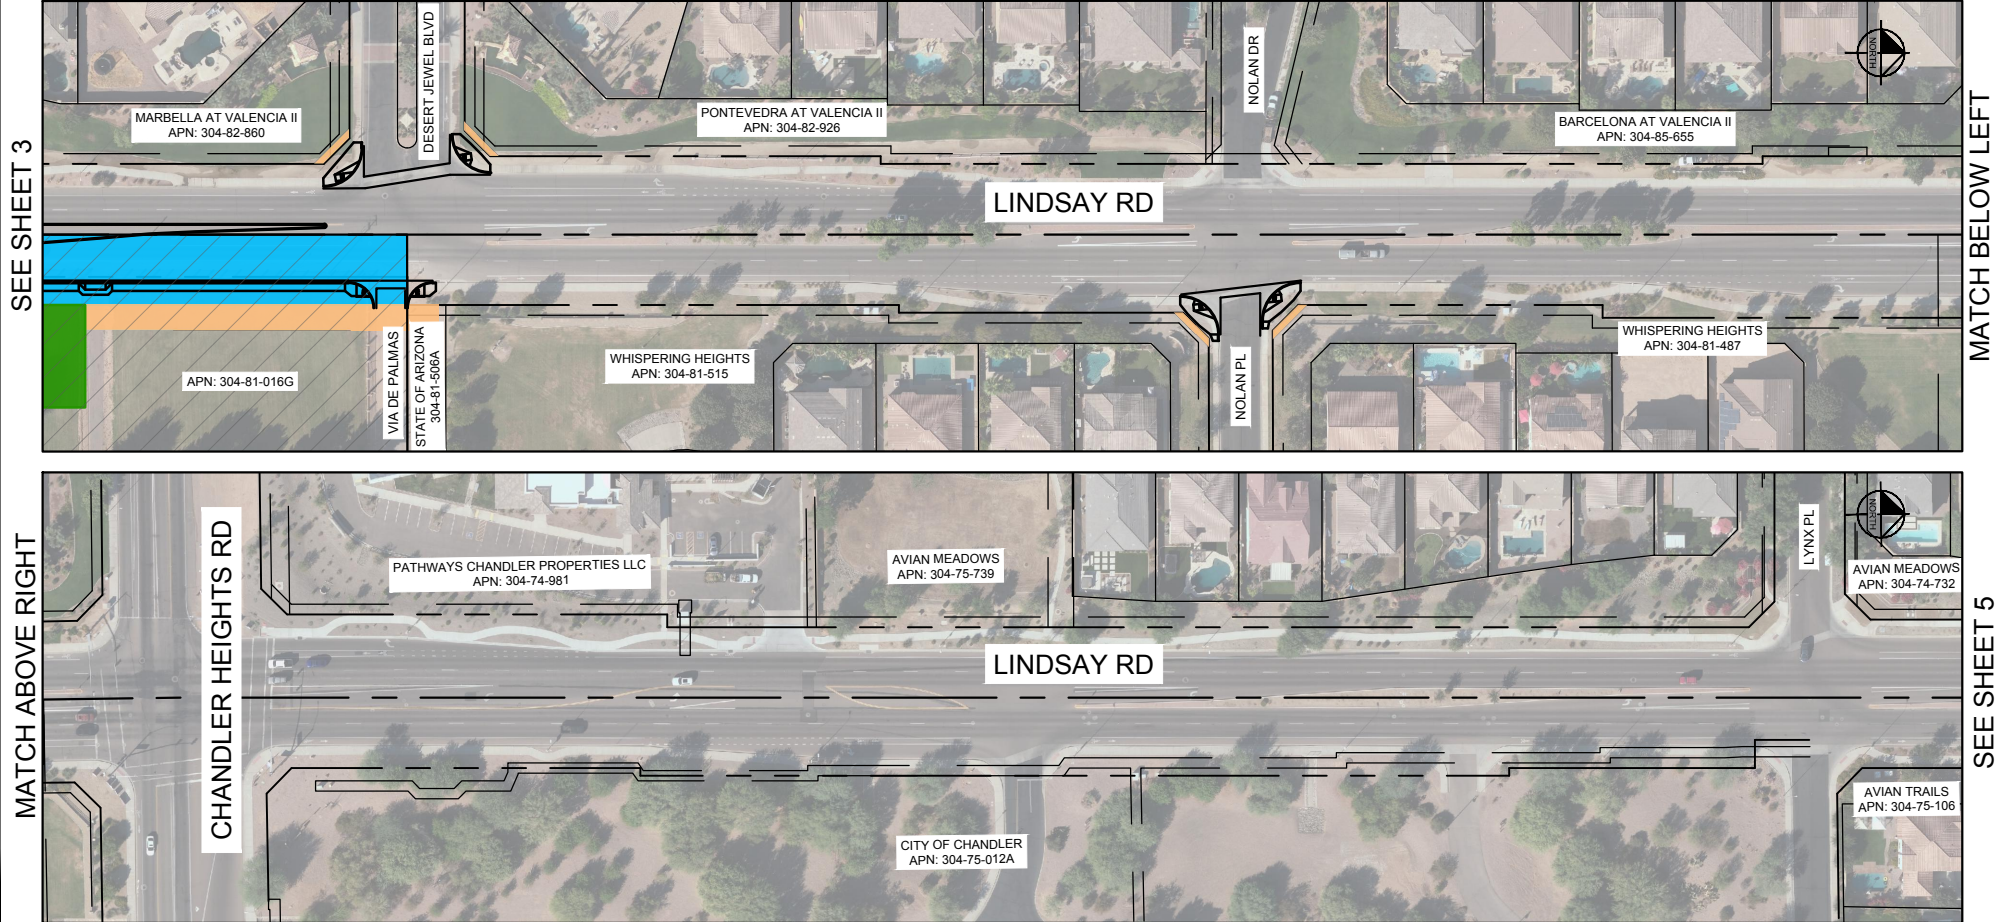 SEE SHEET 3
MATCH BELOW LEFT
DESERT JEWEL BLVD
NOLAN DR
NORTH
MARBELLA AT VALENCIA II
APN: 304-82-860
PONTEVEDRA AT VALENCIA II
APN: 304-82-926
BARCELONA AT VALENCIA II
APN: 304-85-655
LINDSAY RD
APN: 304-81-016G
VIA DE PALMAS
STATE OF ARIZONA
304-81-506A
WHISPERING HEIGHTS
APN: 304-81-515
NOLAN PL
WHISPERING HEIGHTS
APN: 304-81-487
MATCH ABOVE RIGHT
SEE SHEET 5
CHANDLER HEIGHTS RD
PATHWAYS CHANDLER PROPERTIES LLC
APN: 304-74-981
AVIAN MEADOWS
APN: 304-75-739
LYNX PL
NORTH
AVIAN MEADOWS
APN: 304-74-732
LINDSAY RD
CITY OF CHANDLER
APN: 304-75-012A
AVIAN TRAILS
APN: 304-75-106